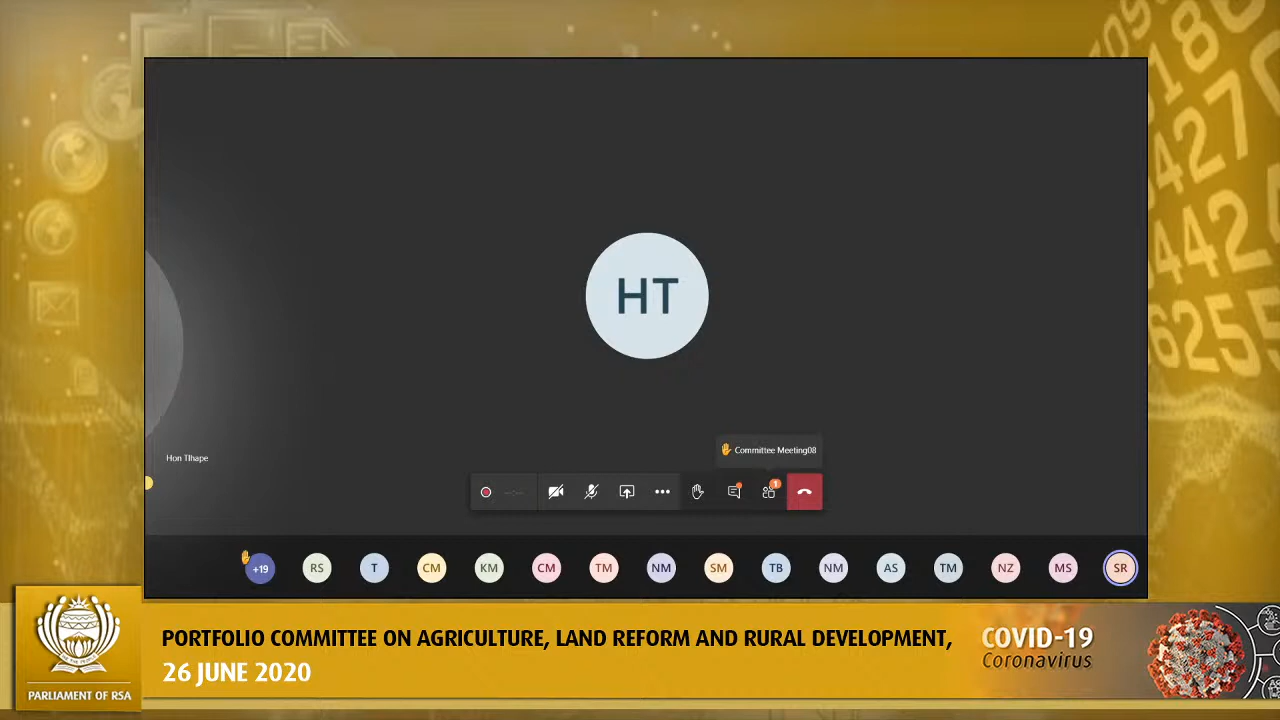 HT
Hon Tlhape
Committee Meeting08
1
+19 RS T CM KM CM TM NM SM TB NM AS TM NZ MS SR
PORTFOLIO COMMITTEE ON AGRICULTURE, LAND REFORM AND RURAL DEVELOPMENT,
26 JUNE 2020
PARLIAMENT OF RSA
COVID-19
Coronavirus